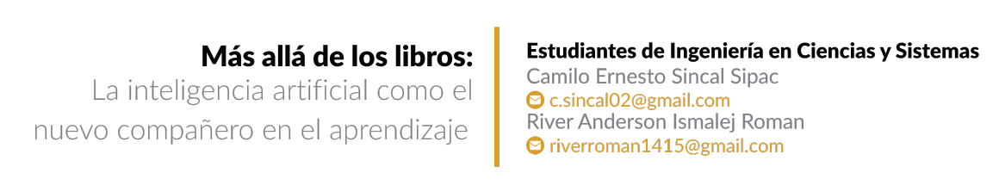 Más allá de los libros:
La inteligencia artificial como el
nuevo compañero en el aprendizaje
Estudiantes de Ingeniería en Ciencias y Sistemas
Camilo Ernesto Sincal Sipac
c.sincal02@gmail.com
River Anderson Ismalej Roman
riverroman1415@gmail.com